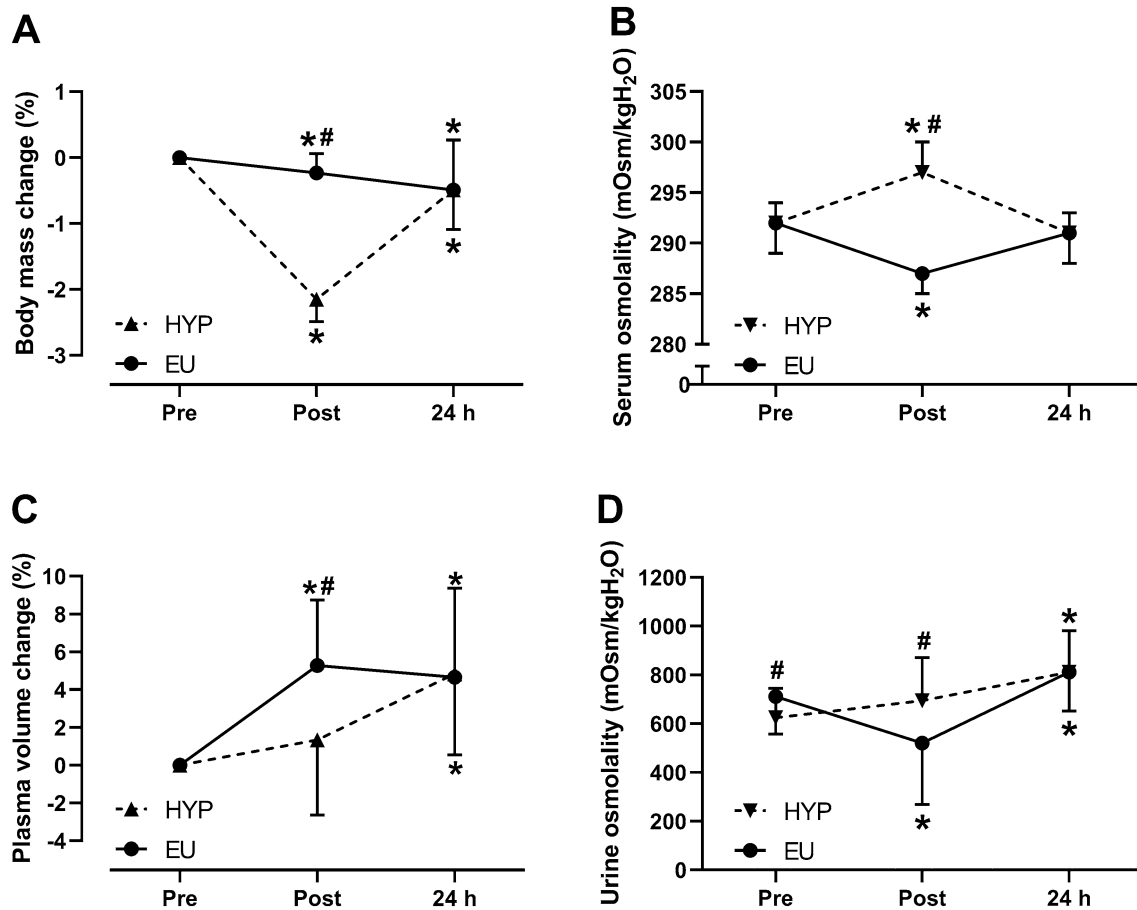 A
Body mass change (%)
1
0
-1
-2
-3
*#
*
*
*
HYP
EU
Pre Post 24 h
B
Serum osmolality (mOsm/kgH₂O)
305
300
295
290
285
280
0
*#
*
HYP
EU
Pre Post 24 h
C
Plasma volume change (%)
10
8
6
4
2
0
-2
-4
*#
*
*
HYP
EU
Pre Post 24 h
D
Urine osmolality (mOsm/kgH₂O)
1200
1000
800
600
400
200
0
#
#
*
*
*
HYP
EU
Pre Post 24 h